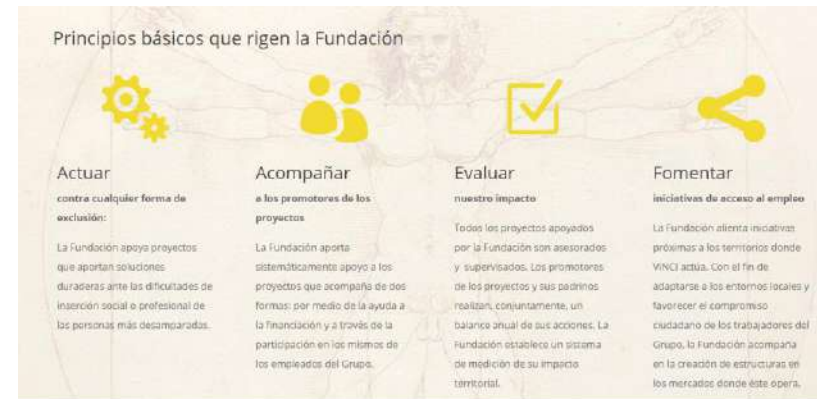 Principios básicos que rigen la Fundación
Actuar
contra cualquier forma de
exclusión:
La Fundación apoya proyectos
que aportan soluciones
duraderas ante las dificultades de
inserción social o profesional de
las personas más desamparadas.
Acompañar
a los promotores de los
proyectos
La Fundación aporta
sistemáticamente apoyo a los
proyectos que acompaña de dos
formas: por medio de la ayuda a
la financiación y a través de la
participación en los mismos de
los empleados del Grupo.
Evaluar
nuestro impacto
Todos los proyectos apoyados
por la Fundación son asesorados
y supervisados. Los promotores
de los proyectos y sus padrinos
realizan, conjuntamente, un
balance anual de sus acciones. La
Fundación establece un sistema
de medición de su impacto
territorial.
Fomentar
iniciativas de acceso al empleo
La Fundación alienta iniciativas
próximas a los territorios donde
VINCI actúa. Con el fin de
adaptarse a los entornos locales y
favorecer el compromiso
ciudadano de los trabajadores del
Grupo, la Fundación acompaña
en la creación de estructuras en
los mercados donde éste opera.